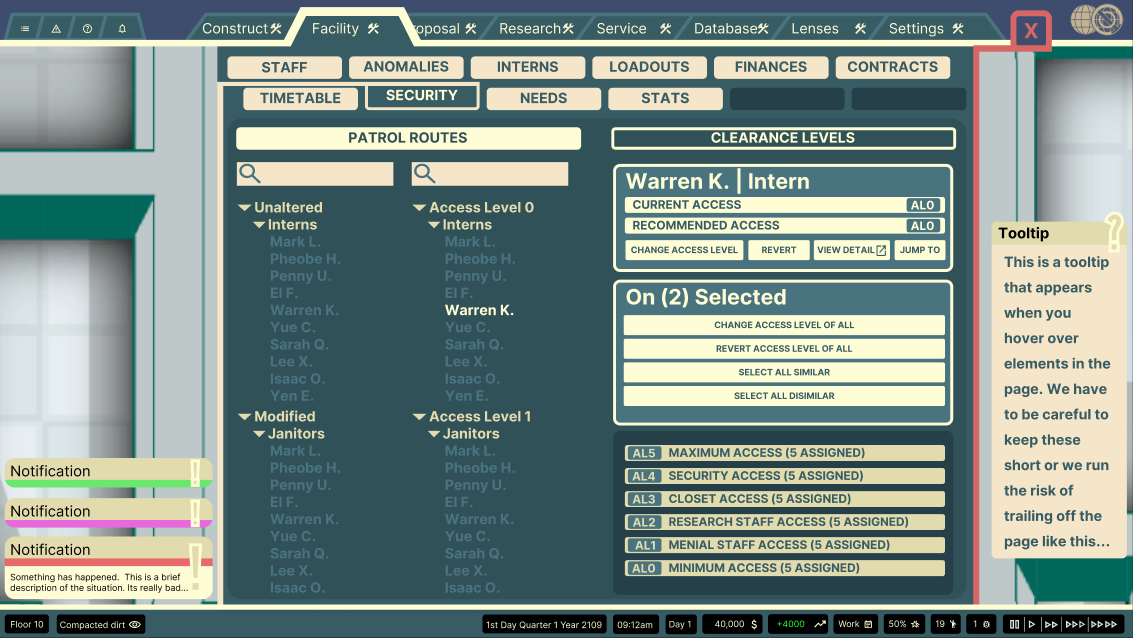 Construct
Facility
oposal
Research
Service
Database
Lenses
Settings
X
STAFF
ANOMALIES
INTERNS
LOADOUTS
FINANCES
CONTRACTS
TIMETABLE
SECURITY
NEEDS
STATS
PATROL ROUTES
CLEARANCE LEVELS
Unaltered
Interns
Mark L.
Pheobe H.
Penny U.
El F.
Warren K.
Yue C.
Sarah Q.
Lee X.
Isaac O.
Yen E.
Modified
Janitors
Mark L.
Pheobe H.
Penny U.
El F.
Warren K.
Yue C.
Sarah Q.
Lee X.
Isaac O.
Access Level 0
Interns
Mark L.
Pheobe H.
Penny U.
El F.
Warren K.
Yue C.
Sarah Q.
Lee X.
Isaac O.
Yen E.
Access Level 1
Janitors
Mark L.
Pheobe H.
Penny U.
El F.
Warren K.
Yue C.
Sarah Q.
Lee X.
Isaac O.
Warren K. | Intern
CURRENT ACCESS AL0
RECOMMENDED ACCESS AL0
CHANGE ACCESS LEVEL REVERT VIEW DETAIL JUMP TO
On (2) Selected
CHANGE ACCESS LEVEL OF ALL
REVERT ACCESS LEVEL OF ALL
SELECT ALL SIMILAR
SELECT ALL DISIMILAR
AL5 MAXIMUM ACCESS (5 ASSIGNED)
AL4 SECURITY ACCESS (5 ASSIGNED)
AL3 CLOSET ACCESS (5 ASSIGNED)
AL2 RESEARCH STAFF ACCESS (5 ASSIGNED)
AL1 MENIAL STAFF ACCESS (5 ASSIGNED)
AL0 MINIMUM ACCESS (5 ASSIGNED)
Tooltip ?
This is a tooltip
that appears
when you
hover over
elements in the
page. We have
to be careful to
keep these
short or we run
the risk of
trailing off the
page like this...
Notification !
Notification !
Notification !
Something has happened. This is a brief
description of the situation. Its really bad...
Floor 10
Compacted dirt
1st Day Quarter 1 Year 2109
09:12am
Day 1
40,000 $
+4000
Work
50%
19
1